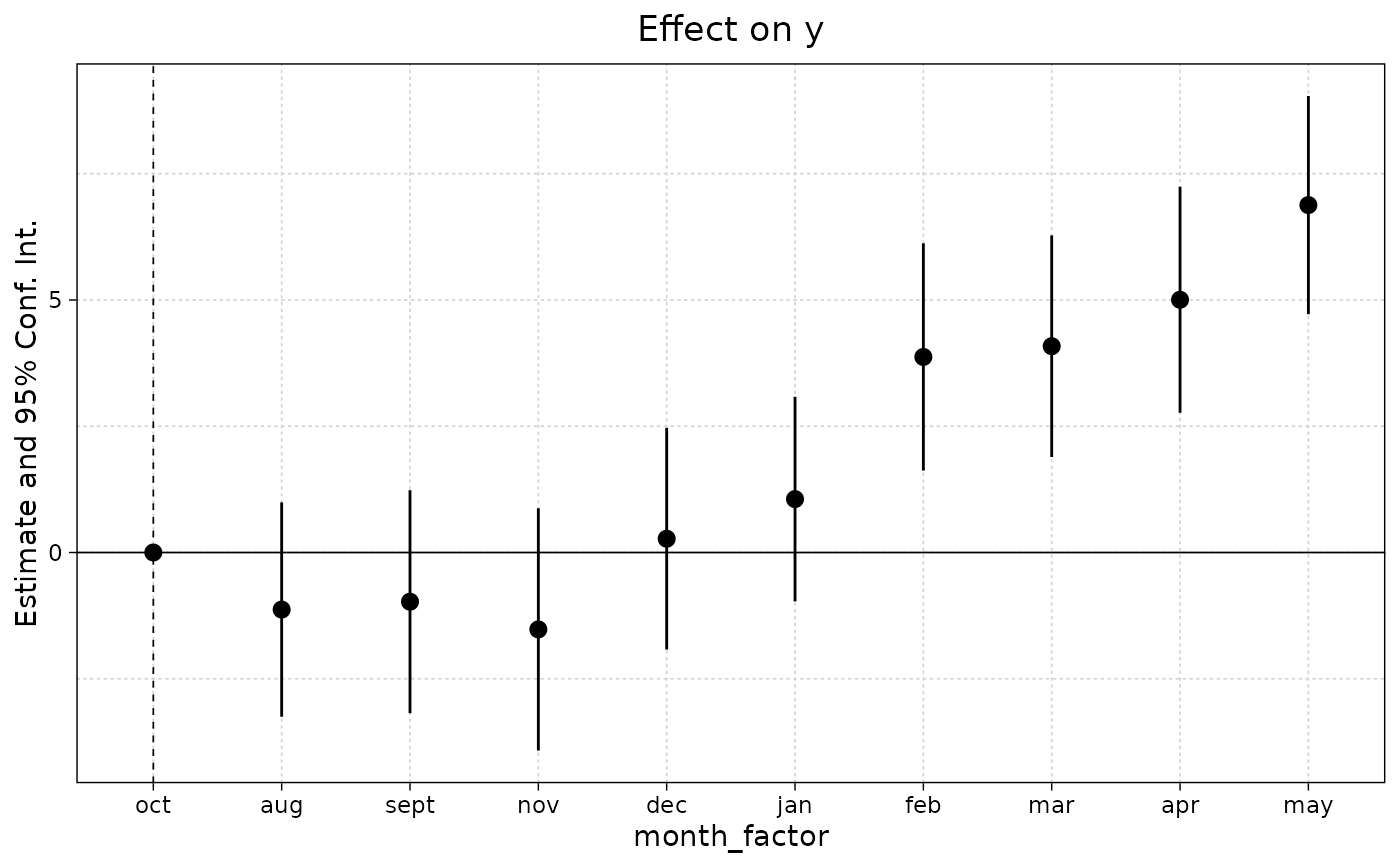 Effect on y
Estimate and 95% Conf. Int.
5
0
oct aug sept nov dec jan feb mar apr may
month_factor